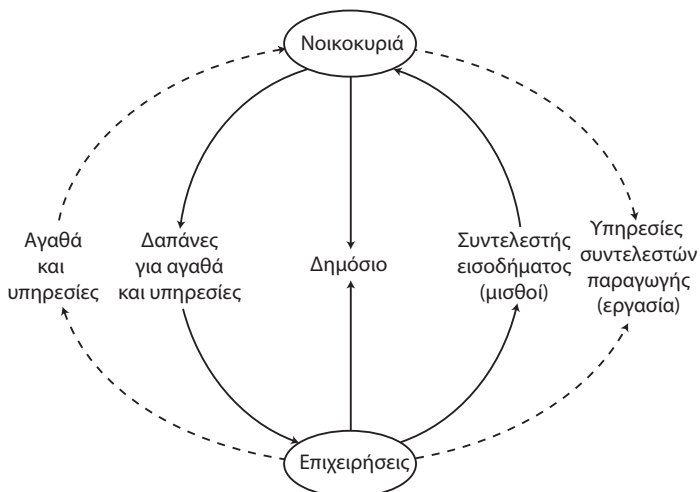 Νοικοκυριά
Αγαθά
και
υπηρεσίες
Δαπάνες
για αγαθά
και υπηρεσίες
Δημόσιο
Συντελεστής
εισοδήματος
(μισθοί)
Υπηρεσίες
συντελεστών
παραγωγής
(εργασία)
Επιχειρήσεις